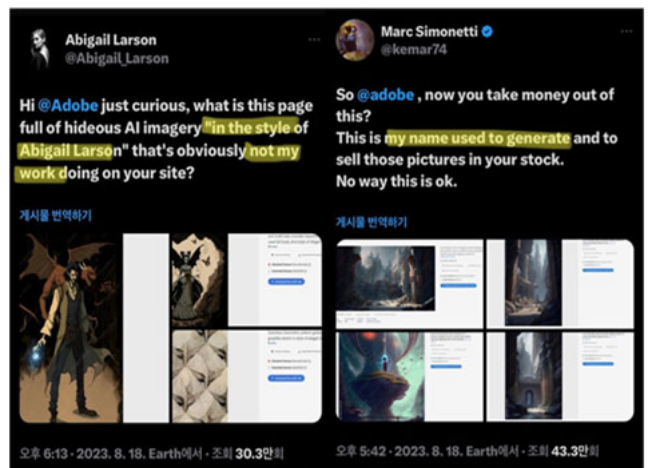 Abigail Larson
@Abigail_Larson
Hi @Adobe just curious, what is this page
full of hideous AI imagery "in the style of
Abigail Larson" that's obviously not my
work doing on your site?
게시물 번역하기
오후 6:13 · 2023. 8. 18. Earth에서 · 조회 30.3만회
Marc Simonetti
@kemar74
So @adobe , now you take money out of
this?
This is my name used to generate and to
sell those pictures in your stock.
No way this is ok.
게시물 번역하기
오후 5:42 · 2023. 8. 18. Earth에서 · 조회 43.3만회